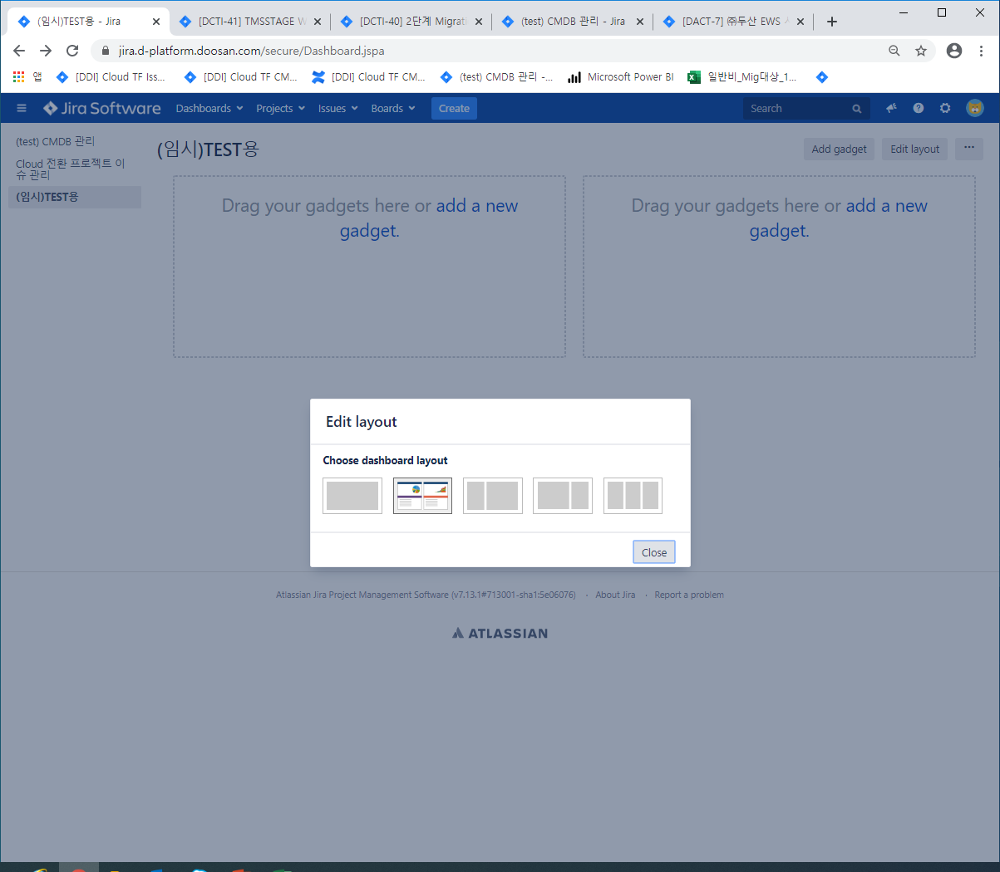 (임시)TEST용 - Jira
[DCTI-41] TMSSTAGE W
[DCTI-40] 2단계 Migrat
(test) CMDB 관리 - Jira
[DACT-7] ㈜두산 EWS
jira.d-platform.doosan.com/secure/Dashboard.jspa
앱
[DDI] Cloud TF Iss...
[DDI] Cloud TF CM...
[DDI] Cloud TF CM...
(test) CMDB 관리 -...
Microsoft Power BI
일반비_Mig대상_1...
Jira Software
Dashboards
Projects
Issues
Boards
Create
Search
(test) CMDB 관리
Cloud 전환 프로젝트 이
슈 관리
(임시)TEST용
(임시)TEST용
Add gadget
Edit layout
...
Drag your gadgets here or add a new
gadget.
Drag your gadgets here or add a new
gadget.
Edit layout
Choose dashboard layout
Close
Atlassian Jira Project Management Software (v7.13.1#713001-sha1:5e06076)
· About Jira
· Report a problem
ATLASSIAN